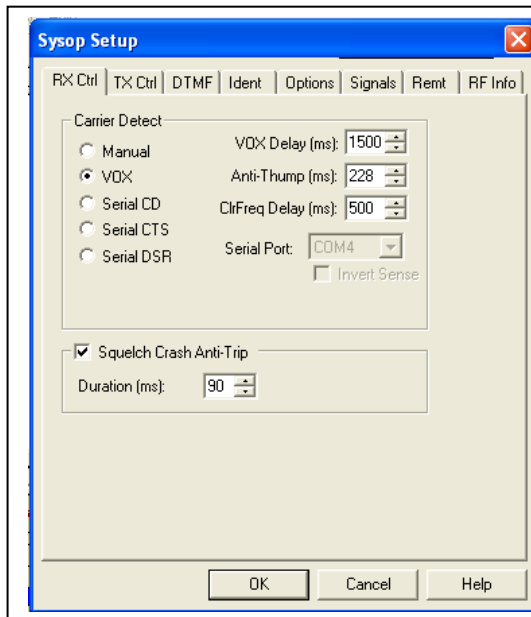 Sysop Setup
RX Ctrl TX Ctrl DTMF Ident Options Signals Remt RF Info
Carrier Detect
Manual
VOX
Serial CD
Serial CTS
Serial DSR
VOX Delay (ms): 1500
Anti-Thump (ms): 228
ClrFreq Delay (ms): 500
Serial Port: COM4
Invert Sense
Squelch Crash Anti-Trip
Duration (ms): 90
OK Cancel Help